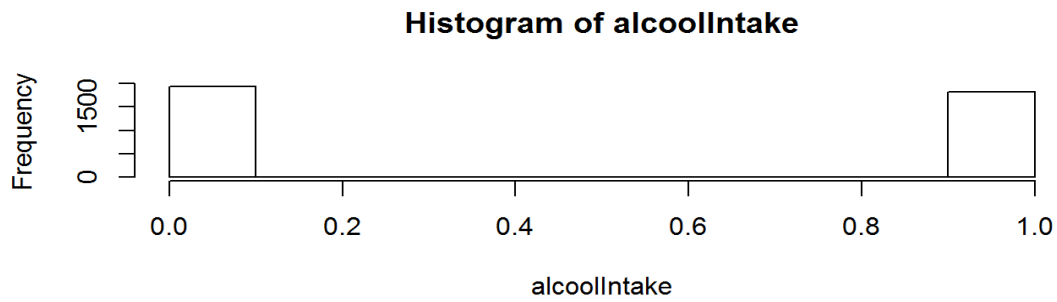 Histogram of alcoolIntake
Frequency
1500
0
0.0 0.2 0.4 0.6 0.8 1.0
alcoolIntake